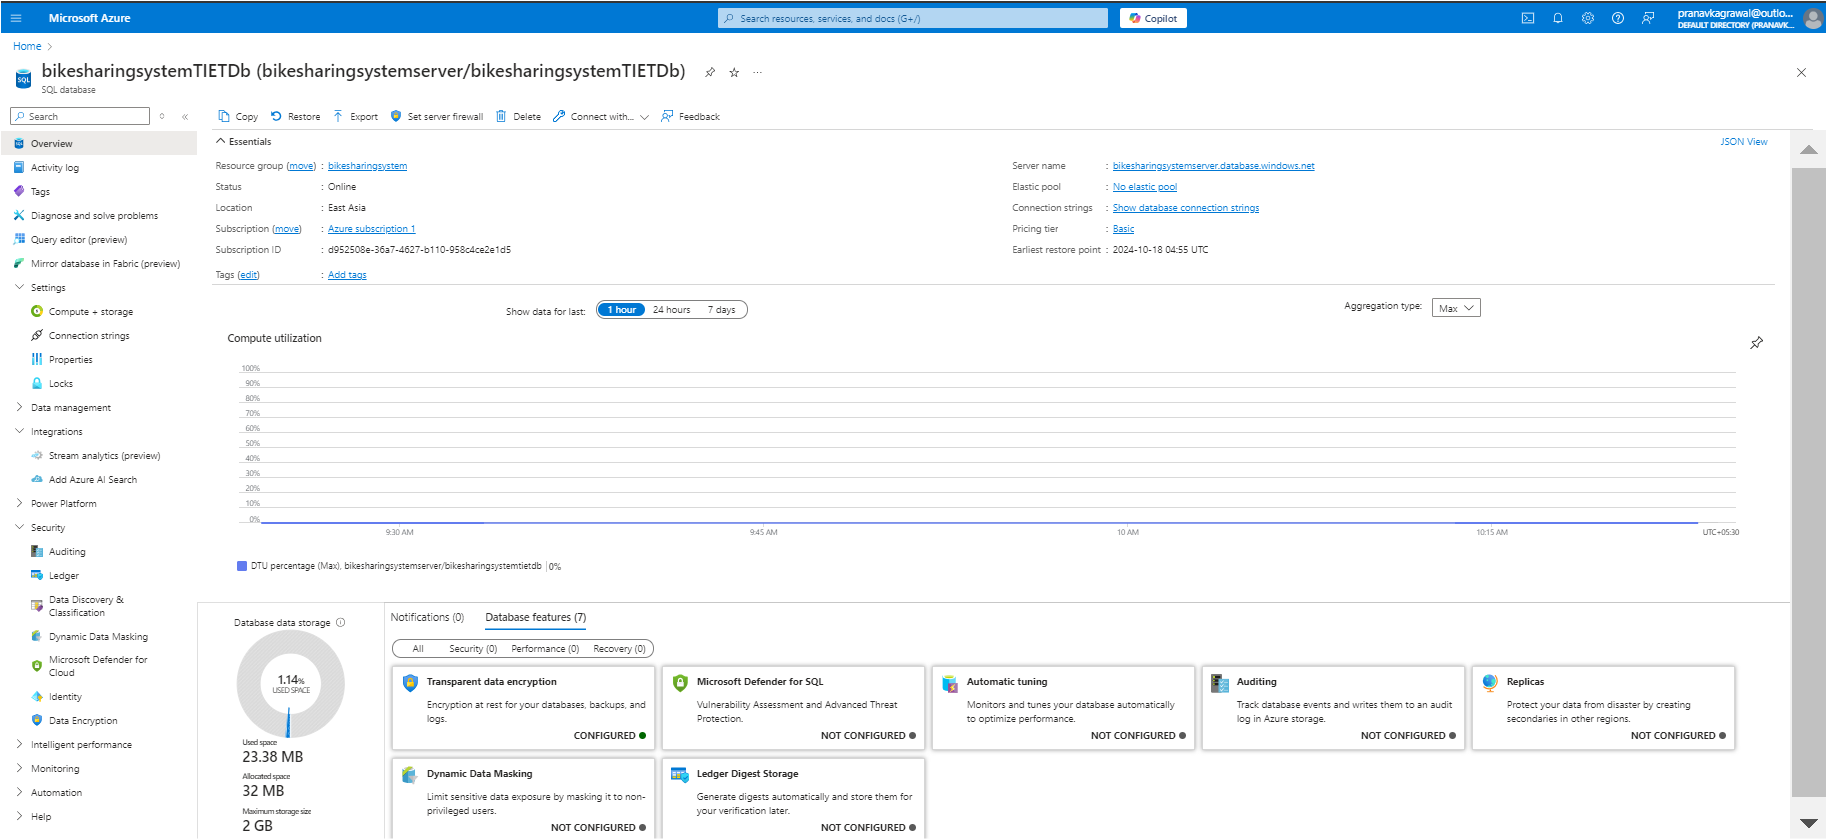 Microsoft Azure
Search resources, services, and docs (G+/)
Copilot
pranavkagrawal@outlo...
DEFAULT DIRECTORY (PRANAVK...
Home
bikesharingsystemTIETDb (bikesharingsystemserver/bikesharingsystemTIETDb)
SQL database
Search
Overview
Activity log
Tags
Diagnose and solve problems
Query editor (preview)
Mirror database in Fabric (preview)
Settings
Compute + storage
Connection strings
Properties
Locks
Data management
Integrations
Stream analytics (preview)
Add Azure AI Search
Power Platform
Security
Auditing
Ledger
Data Discovery &
Classification
Dynamic Data Masking
Microsoft Defender for
Cloud
Identity
Data Encryption
Intelligent performance
Monitoring
Automation
Help
Copy Restore Export Set server firewall Delete Connect with... Feedback
Essentials
JSON View
Resource group (move) : bikesharingsystem
Status : Online
Location : East Asia
Subscription (move) : Azure subscription 1
Subscription ID : d952508e-36a7-4627-b110-958c4ce2e1d5
Tags (edit) : Add tags
Server name : bikesharingsystemserver.database.windows.net
Elastic pool : No elastic pool
Connection strings : Show database connection strings
Pricing tier : Basic
Earliest restore point : 2024-10-18 04:55 UTC
Show data for last: 1 hour 24 hours 7 days
Aggregation type: Max
Compute utilization
100%
90%
80%
70%
60%
50%
40%
30%
20%
10%
0%
9:30 AM 9:45 AM 10 AM 10:15 AM UTC+05:30
DTU percentage (Max), bikesharingsystemserver/bikesharingsystemtietdb | 0%
Database data storage
1.14%
USED SPACE
Used space
23.38 MB
Allocated space
32 MB
Maximum storage size
2 GB
Notifications (0) Database features (7)
All Security (0) Performance (0) Recovery (0)
Transparent data encryption
Encryption at rest for your databases, backups, and
logs.
CONFIGURED
Microsoft Defender for SQL
Vulnerability Assessment and Advanced Threat
Protection.
NOT CONFIGURED
Automatic tuning
Monitors and tunes your database automatically
to optimize performance.
NOT CONFIGURED
Auditing
Track database events and writes them to an audit
log in Azure storage.
NOT CONFIGURED
Replicas
Protect your data from disaster by creating
secondaries in other regions.
NOT CONFIGURED
Dynamic Data Masking
Limit sensitive data exposure by masking it to non-
privileged users.
NOT CONFIGURED
Ledger Digest Storage
Generate digests automatically and store them for
your verification later.
NOT CONFIGURED